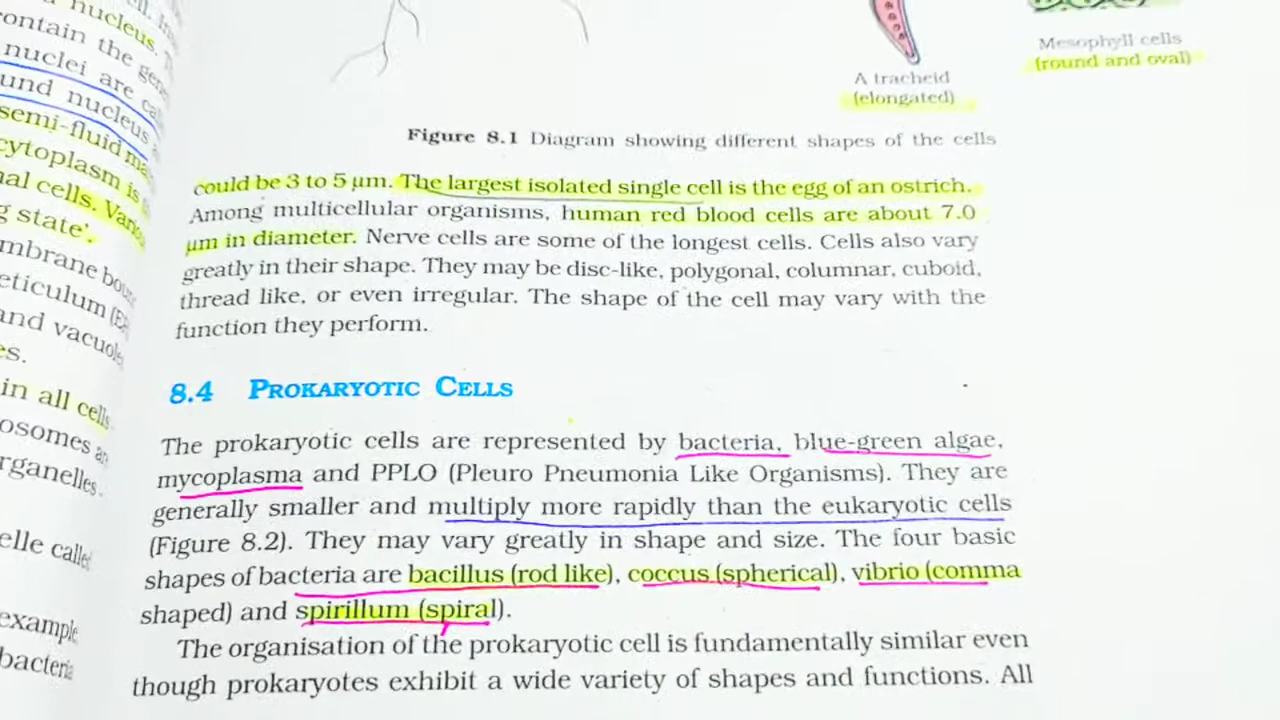 nucleus.
contain the gen
nuclei are
und nucleus
semi-fluid
cytoplasm is
al cells.
g state'.
mbrane bou
eticulum (E
and vacuol
es.
in all cells
osomes
rganelles.
elle called
example
bacteria
A tracheid
(elongated)
Mesophyll cells
(round and oval)
Figure 8.1 Diagram showing different shapes of the cells
could be 3 to 5 µm. The largest isolated single cell is the egg of an ostrich.
Among multicellular organisms, human red blood cells are about 7.0
µm in diameter. Nerve cells are some of the longest cells. Cells also vary
greatly in their shape. They may be disc-like, polygonal, columnar, cuboid,
thread like, or even irregular. The shape of the cell may vary with the
function they perform.
8.4 PROKARYOTIC CELLS
The prokaryotic cells are represented by bacteria, blue-green algae,
mycoplasma and PPLO (Pleuro Pneumonia Like Organisms). They are
generally smaller and multiply more rapidly than the eukaryotic cells
(Figure 8.2). They may vary greatly in shape and size. The four basic
shapes of bacteria are bacillus (rod like), coccus (spherical), vibrio (comma
shaped) and spirillum (spiral).
The organisation of the prokaryotic cell is fundamentally similar even
though prokaryotes exhibit a wide variety of shapes and functions. All